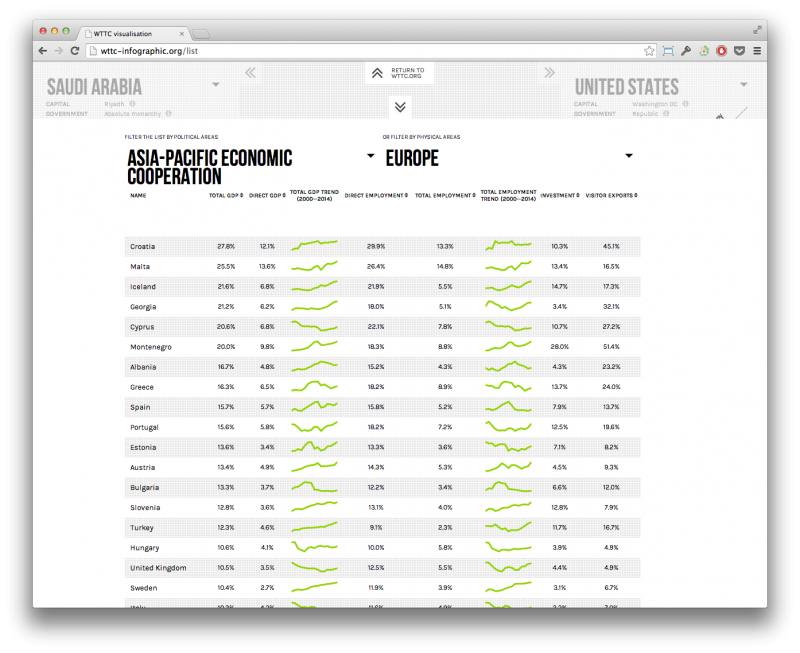 WTTC visualisation
wttc-infographic.org/list
SAUDI ARABIA
CAPITAL Riyadh
GOVERNMENT Absolute monarchy
RETURN TO
WTTC.ORG
UNITED STATES
CAPITAL Washington DC
GOVERNMENT Republic
FILTER THE LIST BY POLITICAL AREAS
ASIA-PACIFIC ECONOMIC
COOPERATION
OR FILTER BY PHYSICAL AREAS
EUROPE
NAME TOTAL GDP DIRECT GDP TOTAL GDP TREND (2000—2014) DIRECT EMPLOYMENT TOTAL EMPLOYMENT TOTAL EMPLOYMENT TREND (2000—2014) INVESTMENT VISITOR EXPORTS
Croatia 27.8% 12.1% 29.9% 13.3% 10.3% 45.1%
Malta 25.5% 13.6% 26.4% 14.8% 13.4% 16.5%
Iceland 21.6% 6.8% 21.9% 5.5% 14.7% 17.3%
Georgia 21.2% 6.2% 18.0% 5.1% 3.4% 32.1%
Cyprus 20.6% 6.8% 22.1% 7.8% 10.7% 27.2%
Montenegro 20.0% 9.8% 18.3% 8.8% 28.0% 51.4%
Albania 16.7% 4.8% 15.2% 4.3% 4.3% 23.2%
Greece 16.3% 6.5% 18.2% 8.9% 13.7% 24.0%
Spain 15.7% 5.7% 15.8% 5.2% 7.9% 13.7%
Portugal 15.6% 5.8% 18.2% 7.2% 12.5% 19.6%
Estonia 13.6% 3.4% 13.3% 3.6% 7.1% 8.2%
Austria 13.4% 4.9% 14.3% 5.3% 4.5% 9.3%
Bulgaria 13.3% 3.7% 12.2% 3.4% 6.6% 12.0%
Slovenia 12.8% 3.6% 13.1% 4.0% 12.8% 7.9%
Turkey 12.3% 4.6% 9.1% 2.3% 11.7% 16.7%
Hungary 10.6% 4.1% 10.0% 5.8% 3.9% 4.9%
United Kingdom 10.5% 3.5% 12.5% 5.5% 4.4% 4.9%
Sweden 10.4% 2.7% 11.9% 3.9% 3.1% 6.7%